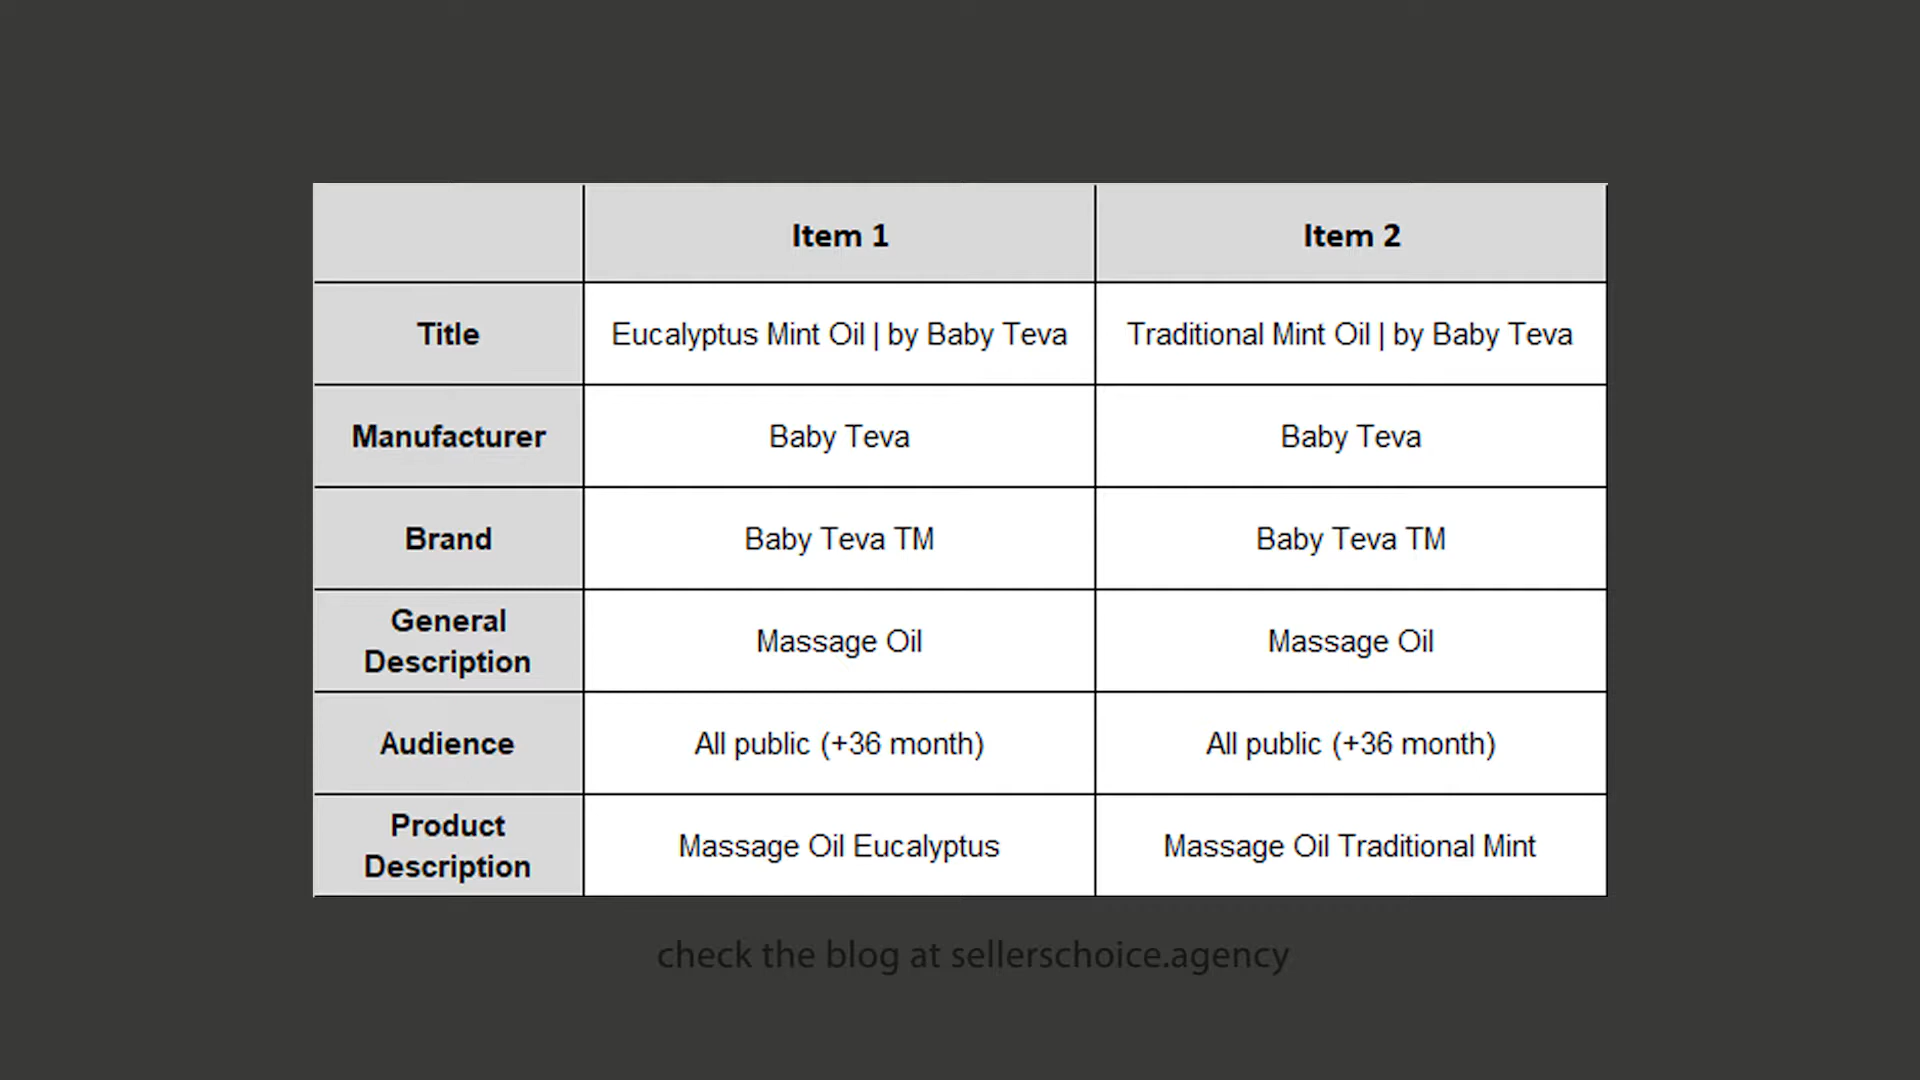 Item 1 Item 2
Title Eucalyptus Mint Oil | by Baby Teva Traditional Mint Oil | by Baby Teva
Manufacturer Baby Teva Baby Teva
Brand Baby Teva TM Baby Teva TM
General
Description Massage Oil Massage Oil
Audience All public (+36 month) All public (+36 month)
Product
Description Massage Oil Eucalyptus Massage Oil Traditional Mint
check the blog at sellerschoice.agency